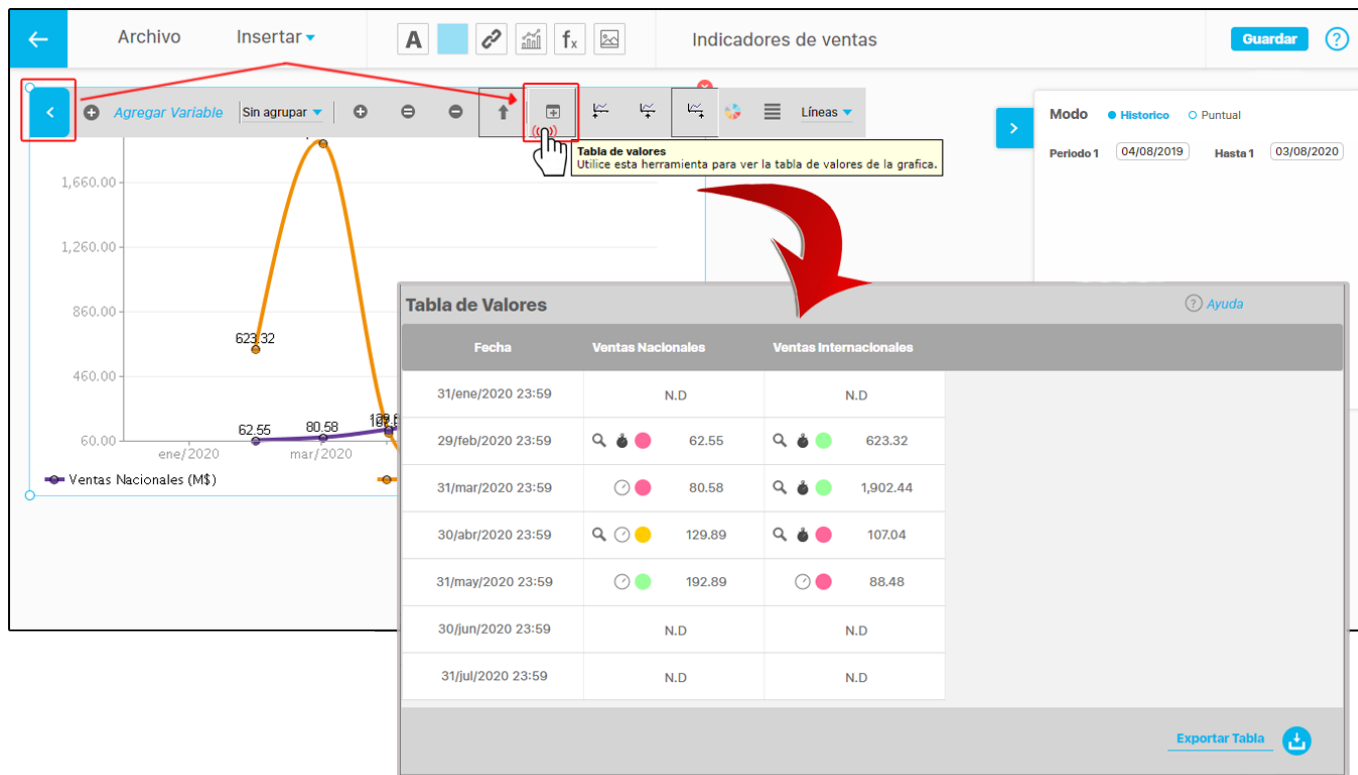 Archivo
Insertar
A
fx
Indicadores de ventas
Guardar
?
Agregar Variable
Sin agrupar
Líneas
Tabla de valores
Utilice esta herramienta para ver la tabla de valores de la grafica.
Modo
Historico
Puntual
Periodo 1
04/08/2019
Hasta 1
03/08/2020
1,660.00
1,260.00
860.00
460.00
60.00
623.32
62.55
80.58
ene/2020
mar/2020
Ventas Nacionales (M$)
Tabla de Valores
? Ayuda
Fecha Ventas Nacionales Ventas Internacionales
31/ene/2020 23:59 N.D N.D
29/feb/2020 23:59 62.55 623.32
31/mar/2020 23:59 80.58 1,902.44
30/abr/2020 23:59 129.89 107.04
31/may/2020 23:59 192.89 88.48
30/jun/2020 23:59 N.D N.D
31/jul/2020 23:59 N.D N.D
Exportar Tabla